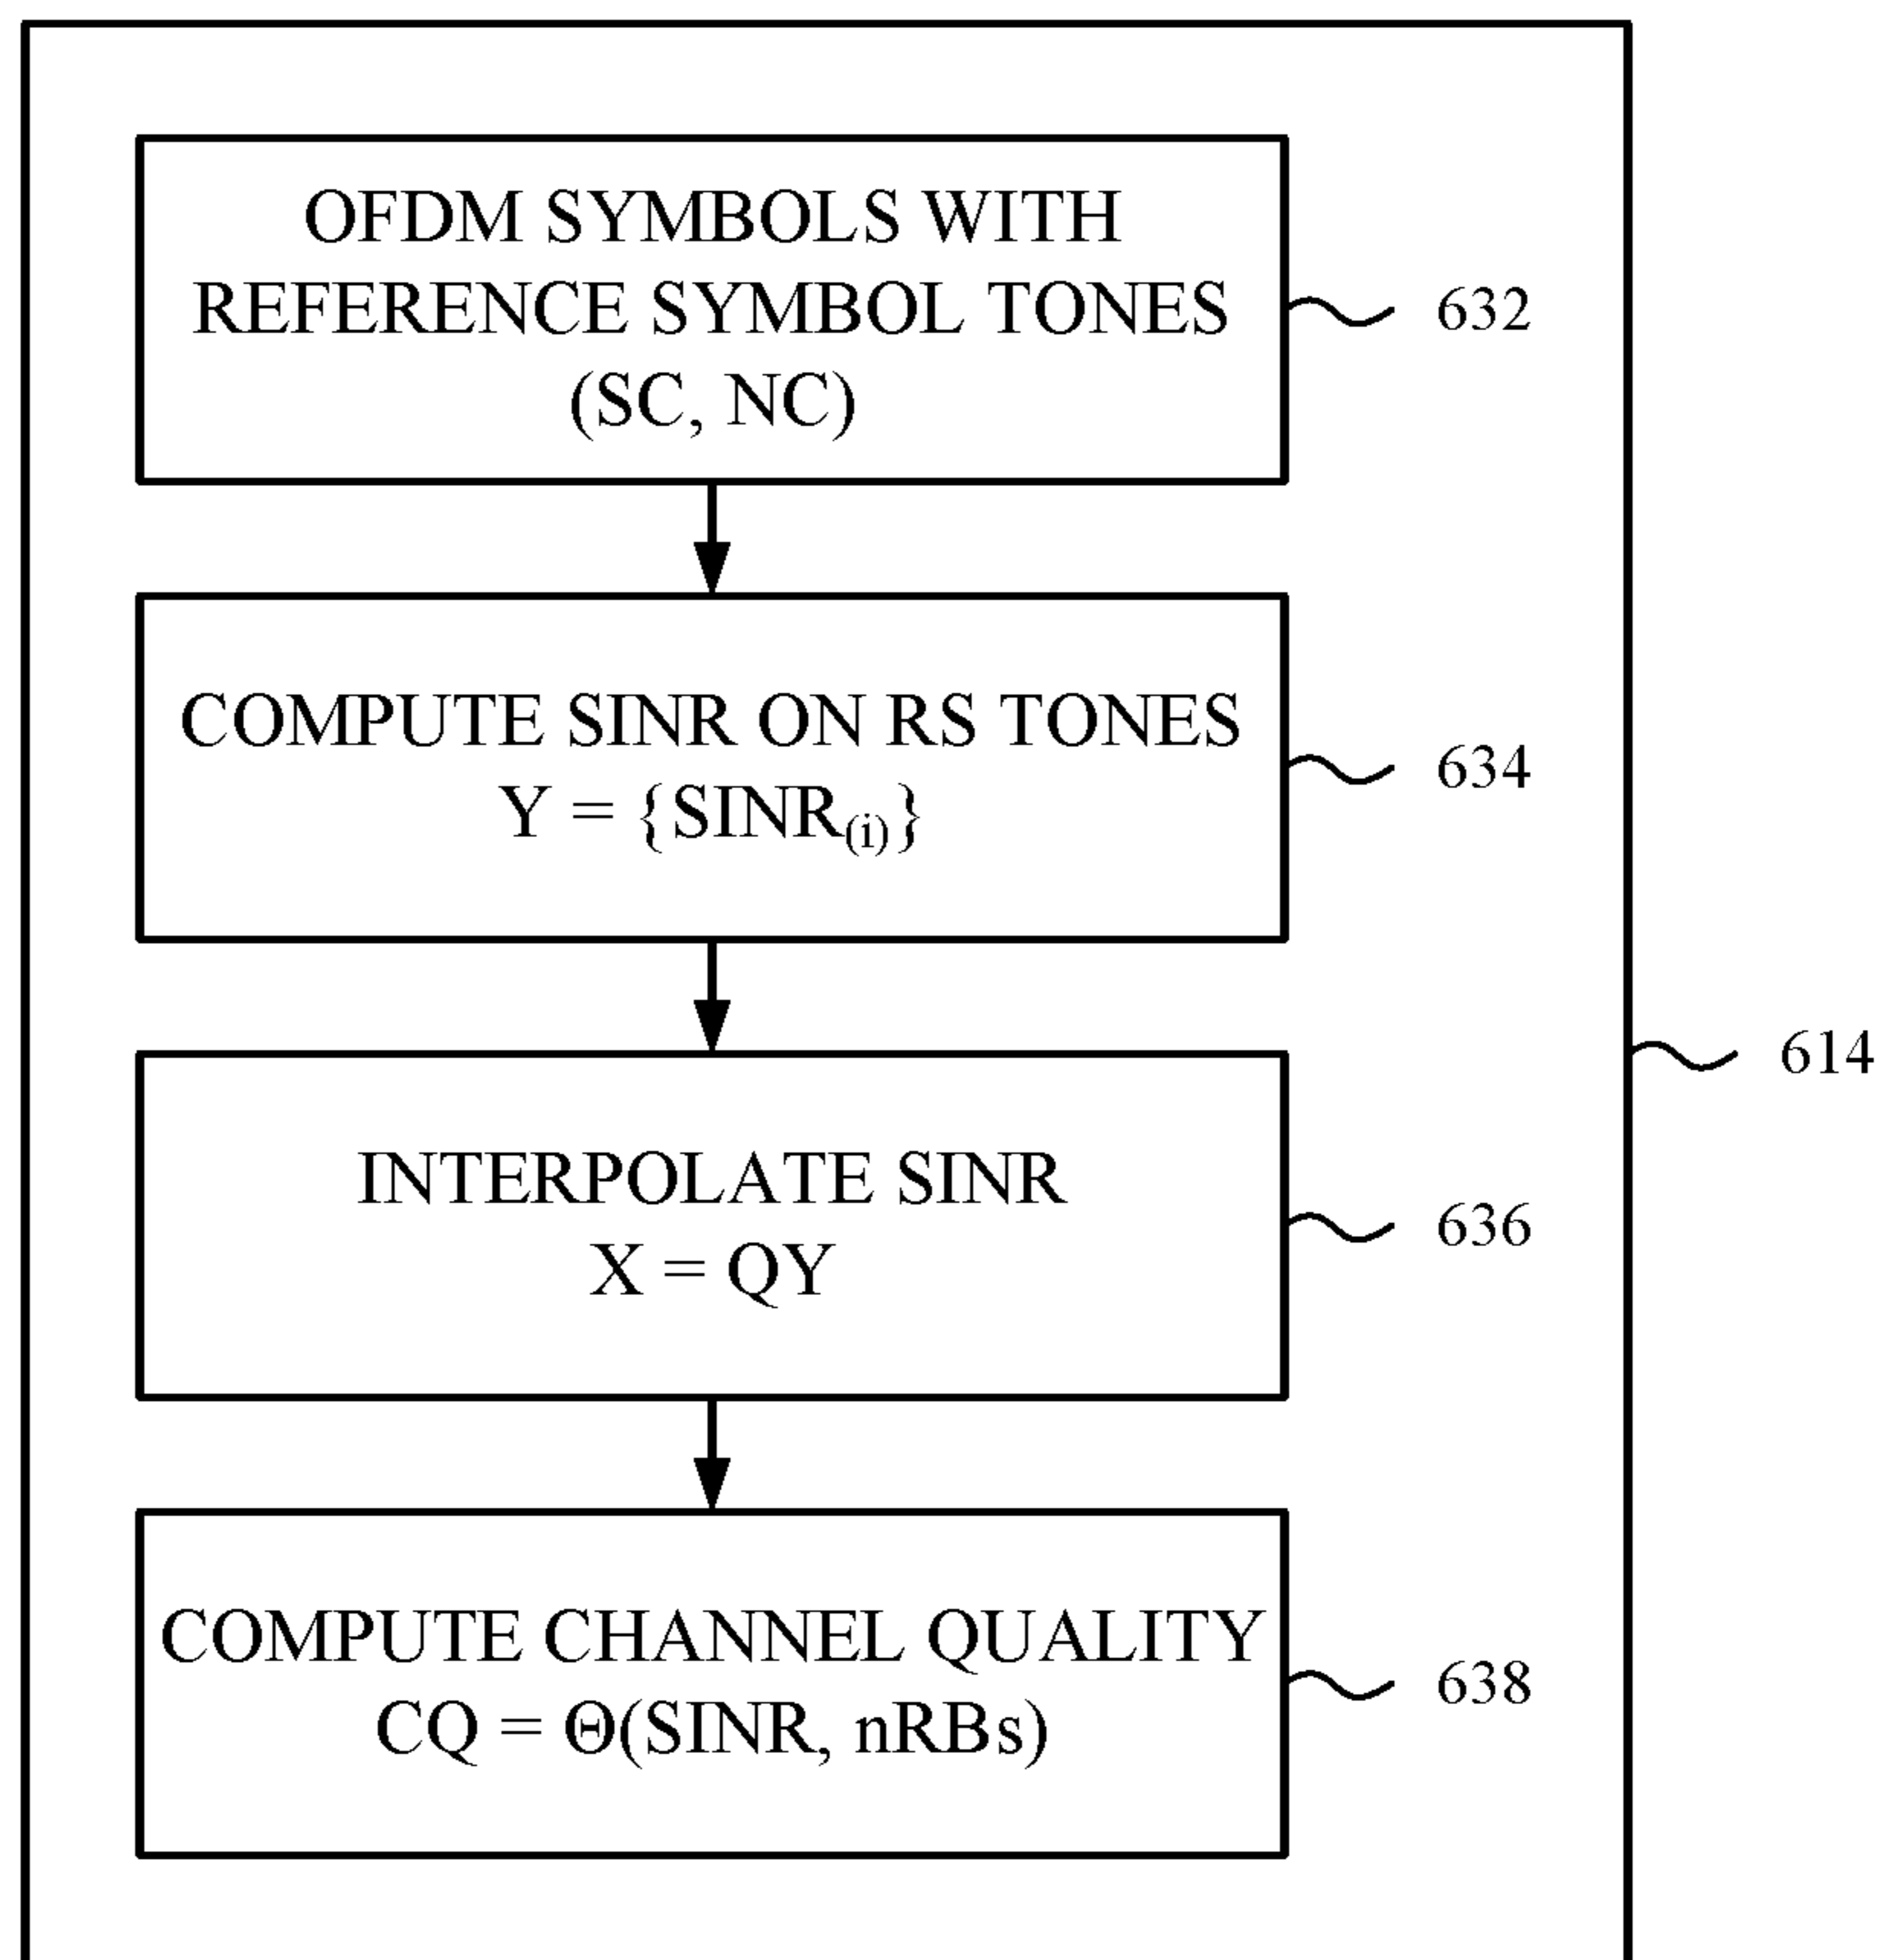 OFDM SYMBOLS WITH
REFERENCE SYMBOL TONES
(SC, NC)
632
COMPUTE SINR ON RS TONES
Y = {SINR(i)}
634
INTERPOLATE SINR
X = QY
636
614
COMPUTE CHANNEL QUALITY
CQ = Θ(SINR, nRBs)
638